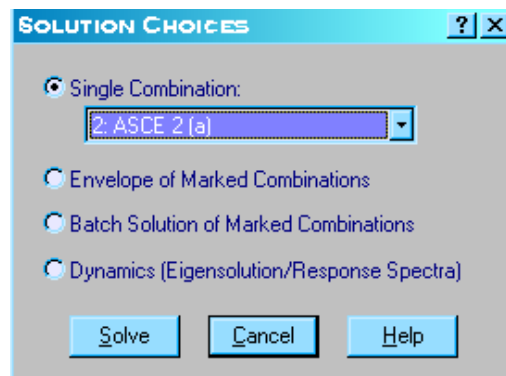 SOLUTION CHOICES
Single Combination:
2: ASCE 2 (a)
Envelope of Marked Combinations
Batch Solution of Marked Combinations
Dynamics (Eigensolution/Response Spectra)
Solve Cancel Help